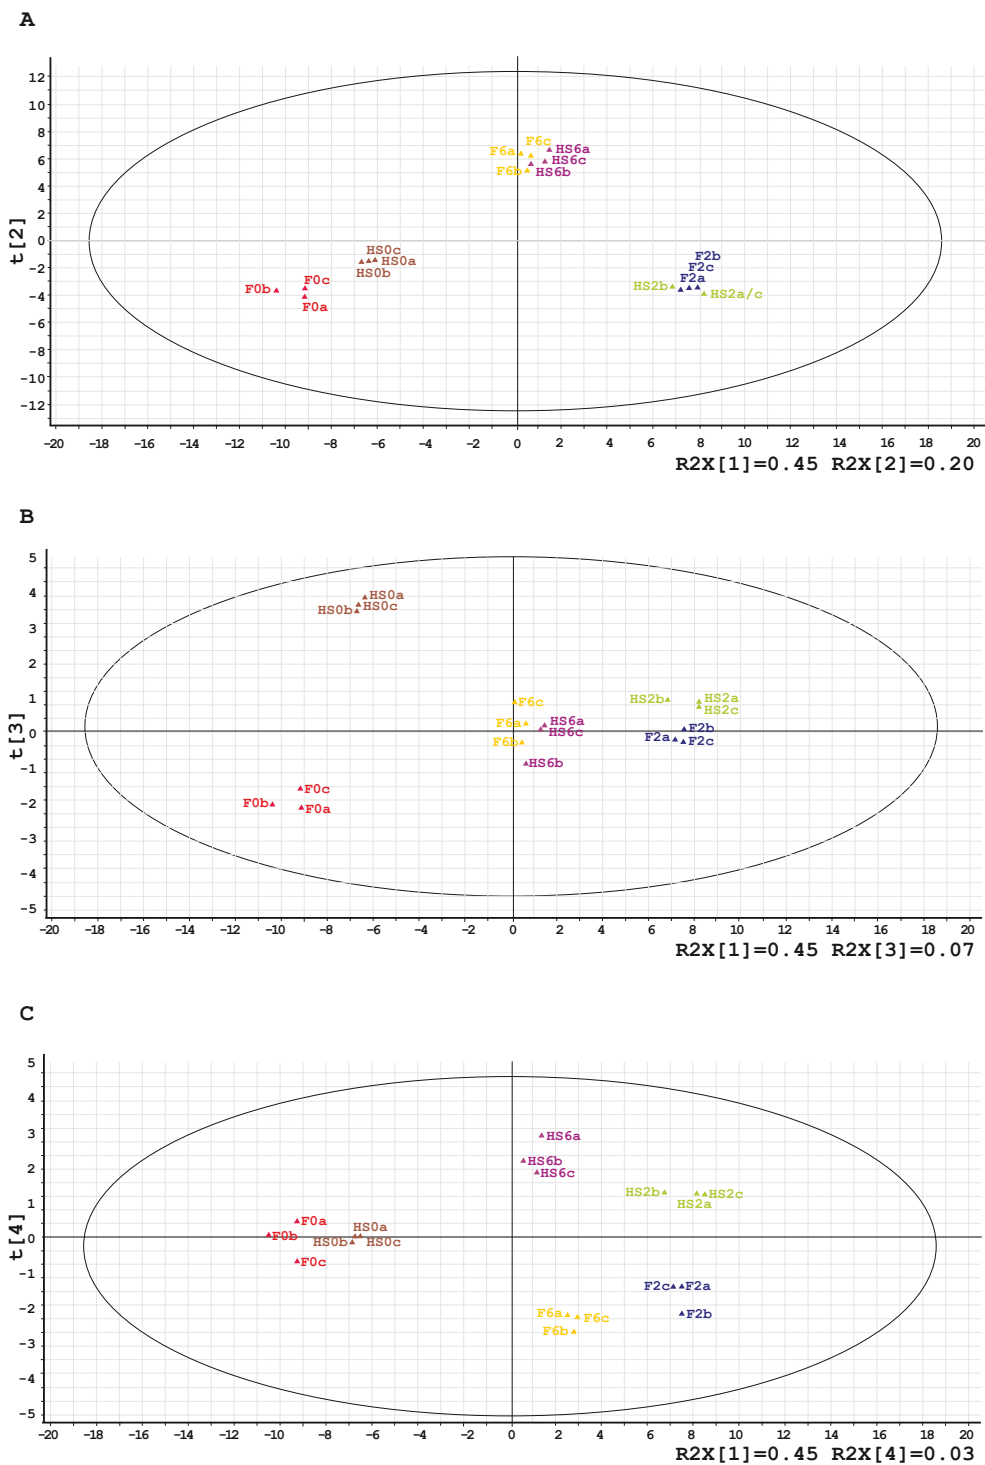 A
t[2]
12
10
8
6
4
2
0
-2
-4
-6
-8
-10
-12
F6c
F6a
HS6a
HS6c
F6b
HS6b
HS0c
HS0a
HS0b
F0c
F0b
F0a
F2b
F2c
F2a
HS2b
HS2a/c
-20 -18 -16 -14 -12 -10 -8 -6 -4 -2 0 2 4 6 8 10 12 14 16 18 20
R2X[1]=0.45 R2X[2]=0.20
B
t[3]
5
4
3
2
1
0
-1
-2
-3
-4
-5
HS0a
HS0b HS0c
F6c
HS2b HS2a
HS2c
F6a HS6a
HS6c
F2b
F2a F2c
F6b
HS6b
F0c
F0b
F0a
-20 -18 -16 -14 -12 -10 -8 -6 -4 -2 0 2 4 6 8 10 12 14 16 18 20
R2X[1]=0.45 R2X[3]=0.07
C
t[4]
5
4
3
2
1
0
-1
-2
-3
-4
-5
HS6a
HS6b
HS6c
HS2b HS2c
HS2a
F0a
HS0a
F0b
HS0b HS0c
F0c
F2c F2a
F2b
F6a F6c
F6b
-20 -18 -16 -14 -12 -10 -8 -6 -4 -2 0 2 4 6 8 10 12 14 16 18 20
R2X[1]=0.45 R2X[4]=0.03